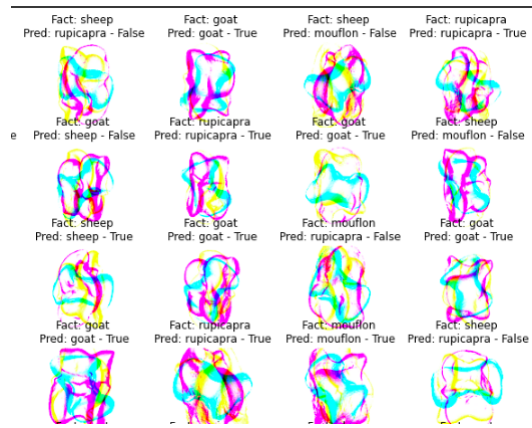 Fact: sheep
Pred: rupicapra - False
Fact: goat
Pred: goat - True
Fact: sheep
Pred: mouflon - False
Fact: rupicapra
Pred: rupicapra - True
Fact: goat
Pred: sheep - False
Fact: rupicapra
Pred: rupicapra - True
Fact: goat
Pred: goat - True
Fact: sheep
Pred: mouflon - False
Fact: sheep
Pred: sheep - True
Fact: rupicapra
Pred: goat - False
Fact: mouflon
Pred: rupicapra - False
Fact: goat
Pred: goat - True
Fact: goat
Pred: goat - True
Fact: rupicapra
Pred: rupicapra - True
Fact: mouflon
Pred: mouflon - True
Fact: sheep
Pred: rupicapra - False